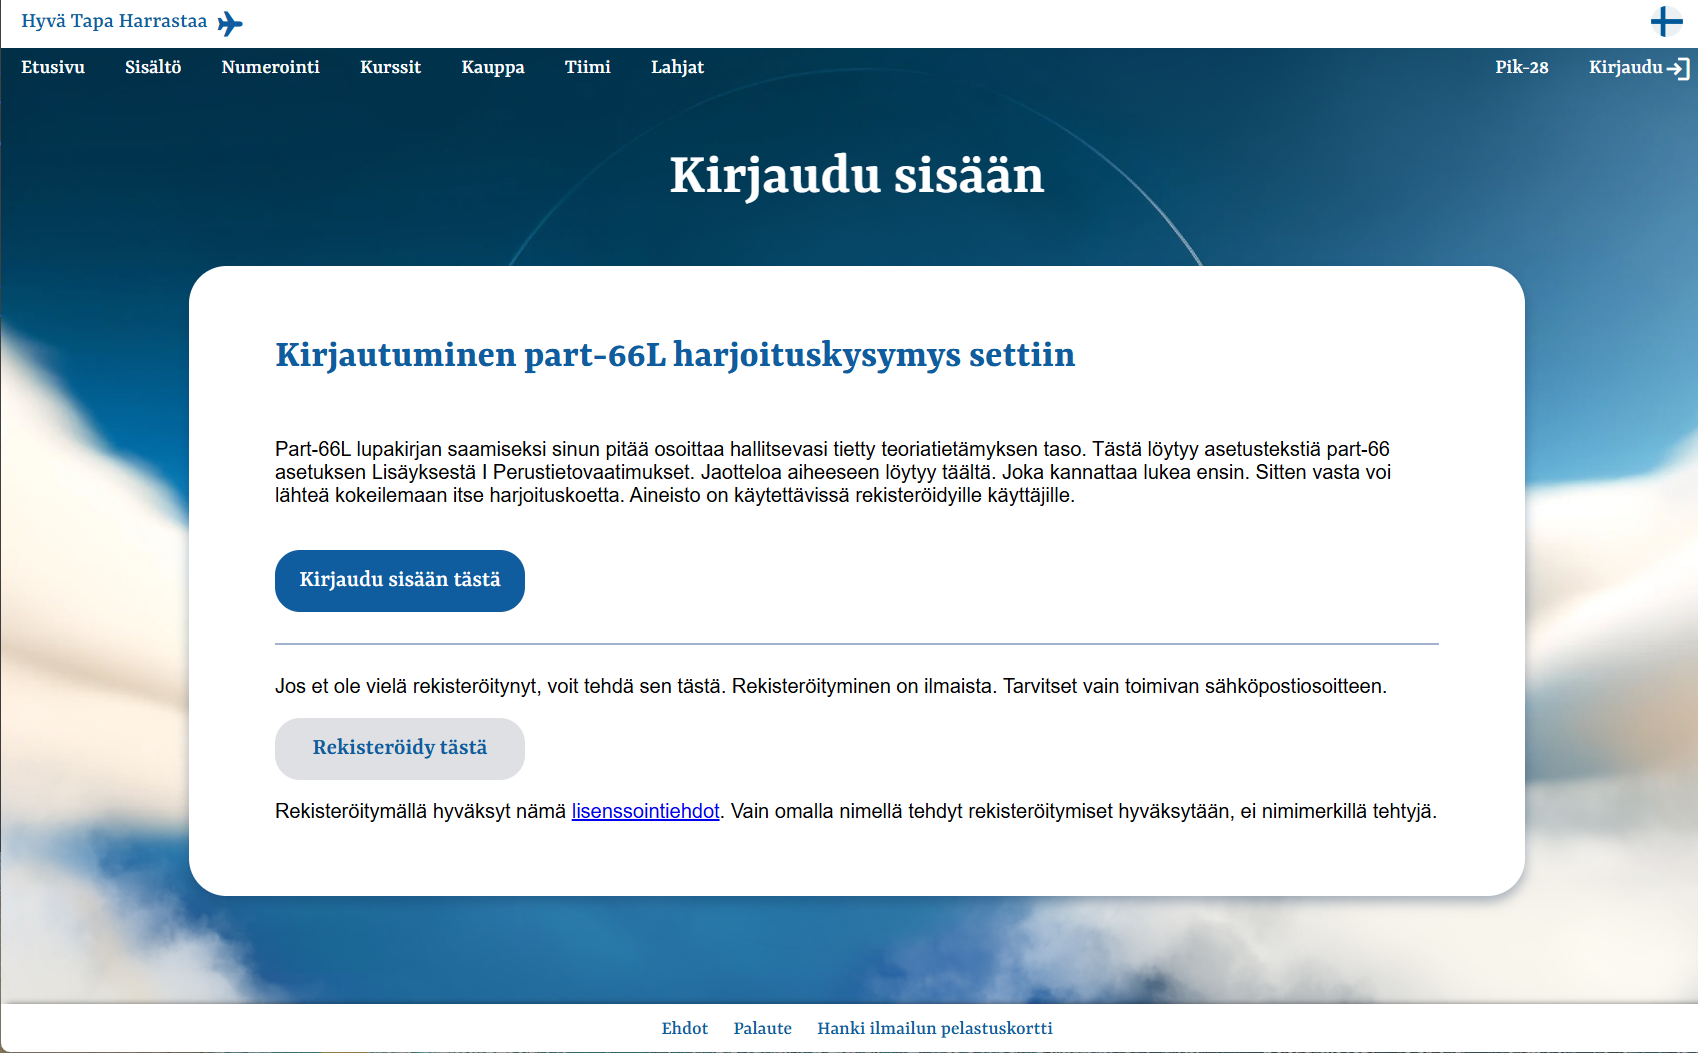 Hyvä Tapa Harrastaa
Etusivu Sisältö Numerointi Kurssit Kauppa Tiimi Lahjat Pik-28 Kirjaudu
Kirjaudu sisään
Kirjautuminen part-66L harjoituskysymys settiin
Part-66L lupakirjan saamiseksi sinun pitää osoittaa hallitsevasi tietty teoriatietämyksen taso. Tästä löytyy asetustekstiä part-66
asetuksen Lisäyksestä I Perustietovaatimukset. Jaotteloa aiheeseen löytyy täältä. Joka kannattaa lukea ensin. Sitten vasta voi
lähteä kokeilemaan itse harjoituskoetta. Aineisto on käytettävissä rekisteröidyille käyttäjille.
Kirjaudu sisään tästä
Jos et ole vielä rekisteröitynyt, voit tehdä sen tästä. Rekisteröityminen on ilmaista. Tarvitset vain toimivan sähköpostiosoitteen.
Rekisteröidy tästä
Rekisteröitymällä hyväksyt nämä lisenssointiehdot. Vain omalla nimellä tehdyt rekisteröitymiset hyväksytään, ei nimimerkillä tehtyjä.
Ehdot Palaute Hanki ilmailun pelastuskortti